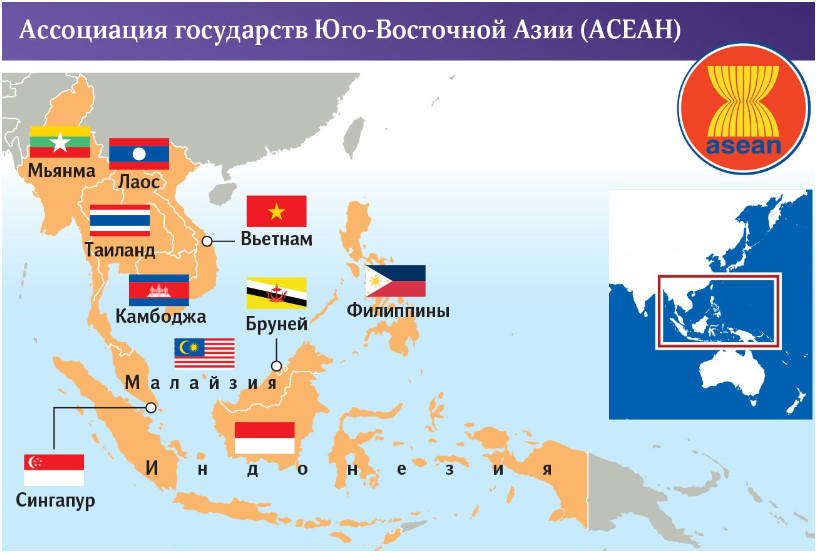 Ассоциация государств Юго-Восточной Азии (АСЕАН)
asean
Мьянма
Лаос
Вьетнам
Таиланд
Камбоджа
Бруней
Филиппины
Малайзия
Сингапур
Индонезия